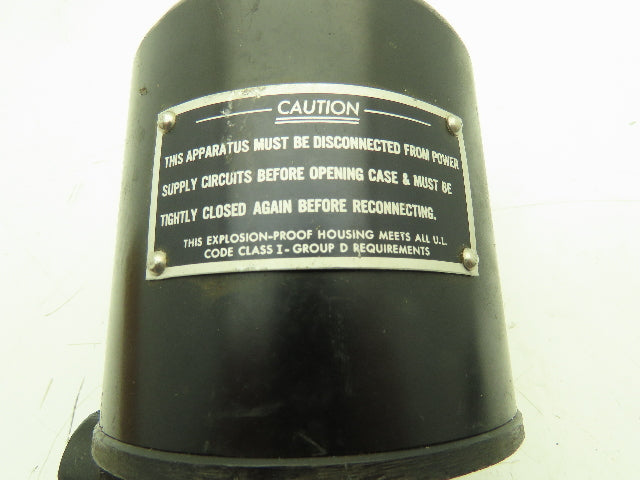 CAUTION
THIS APPARATUS MUST BE DISCONNECTED FROM POWER
SUPPLY CIRCUITS BEFORE OPENING CASE & MUST BE
TIGHTLY CLOSED AGAIN BEFORE RECONNECTING.
THIS EXPLOSION-PROOF HOUSING MEETS ALL U.L.
CODE CLASS I-GROUP D REQUIREMENTS